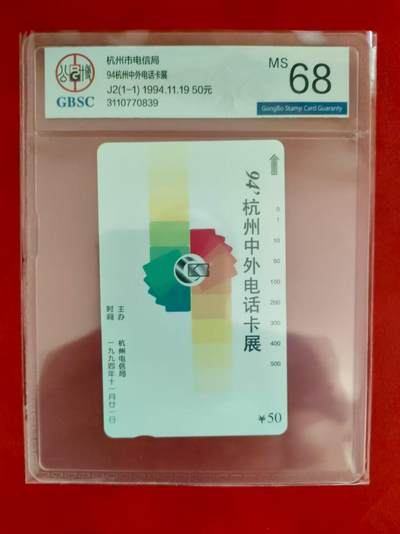 杭州市电信局
94杭州中外电话卡展
J2(1-1) 1994.11.19 50元
3110770839
公博
GBSC
MS 68
GongBo Stamp Card Guaranty
94'杭州中外电话卡展
0
1
10
50
100
200
300
400
500
主办 杭州电信局
时间 一九九四年十一月廿一日
¥50